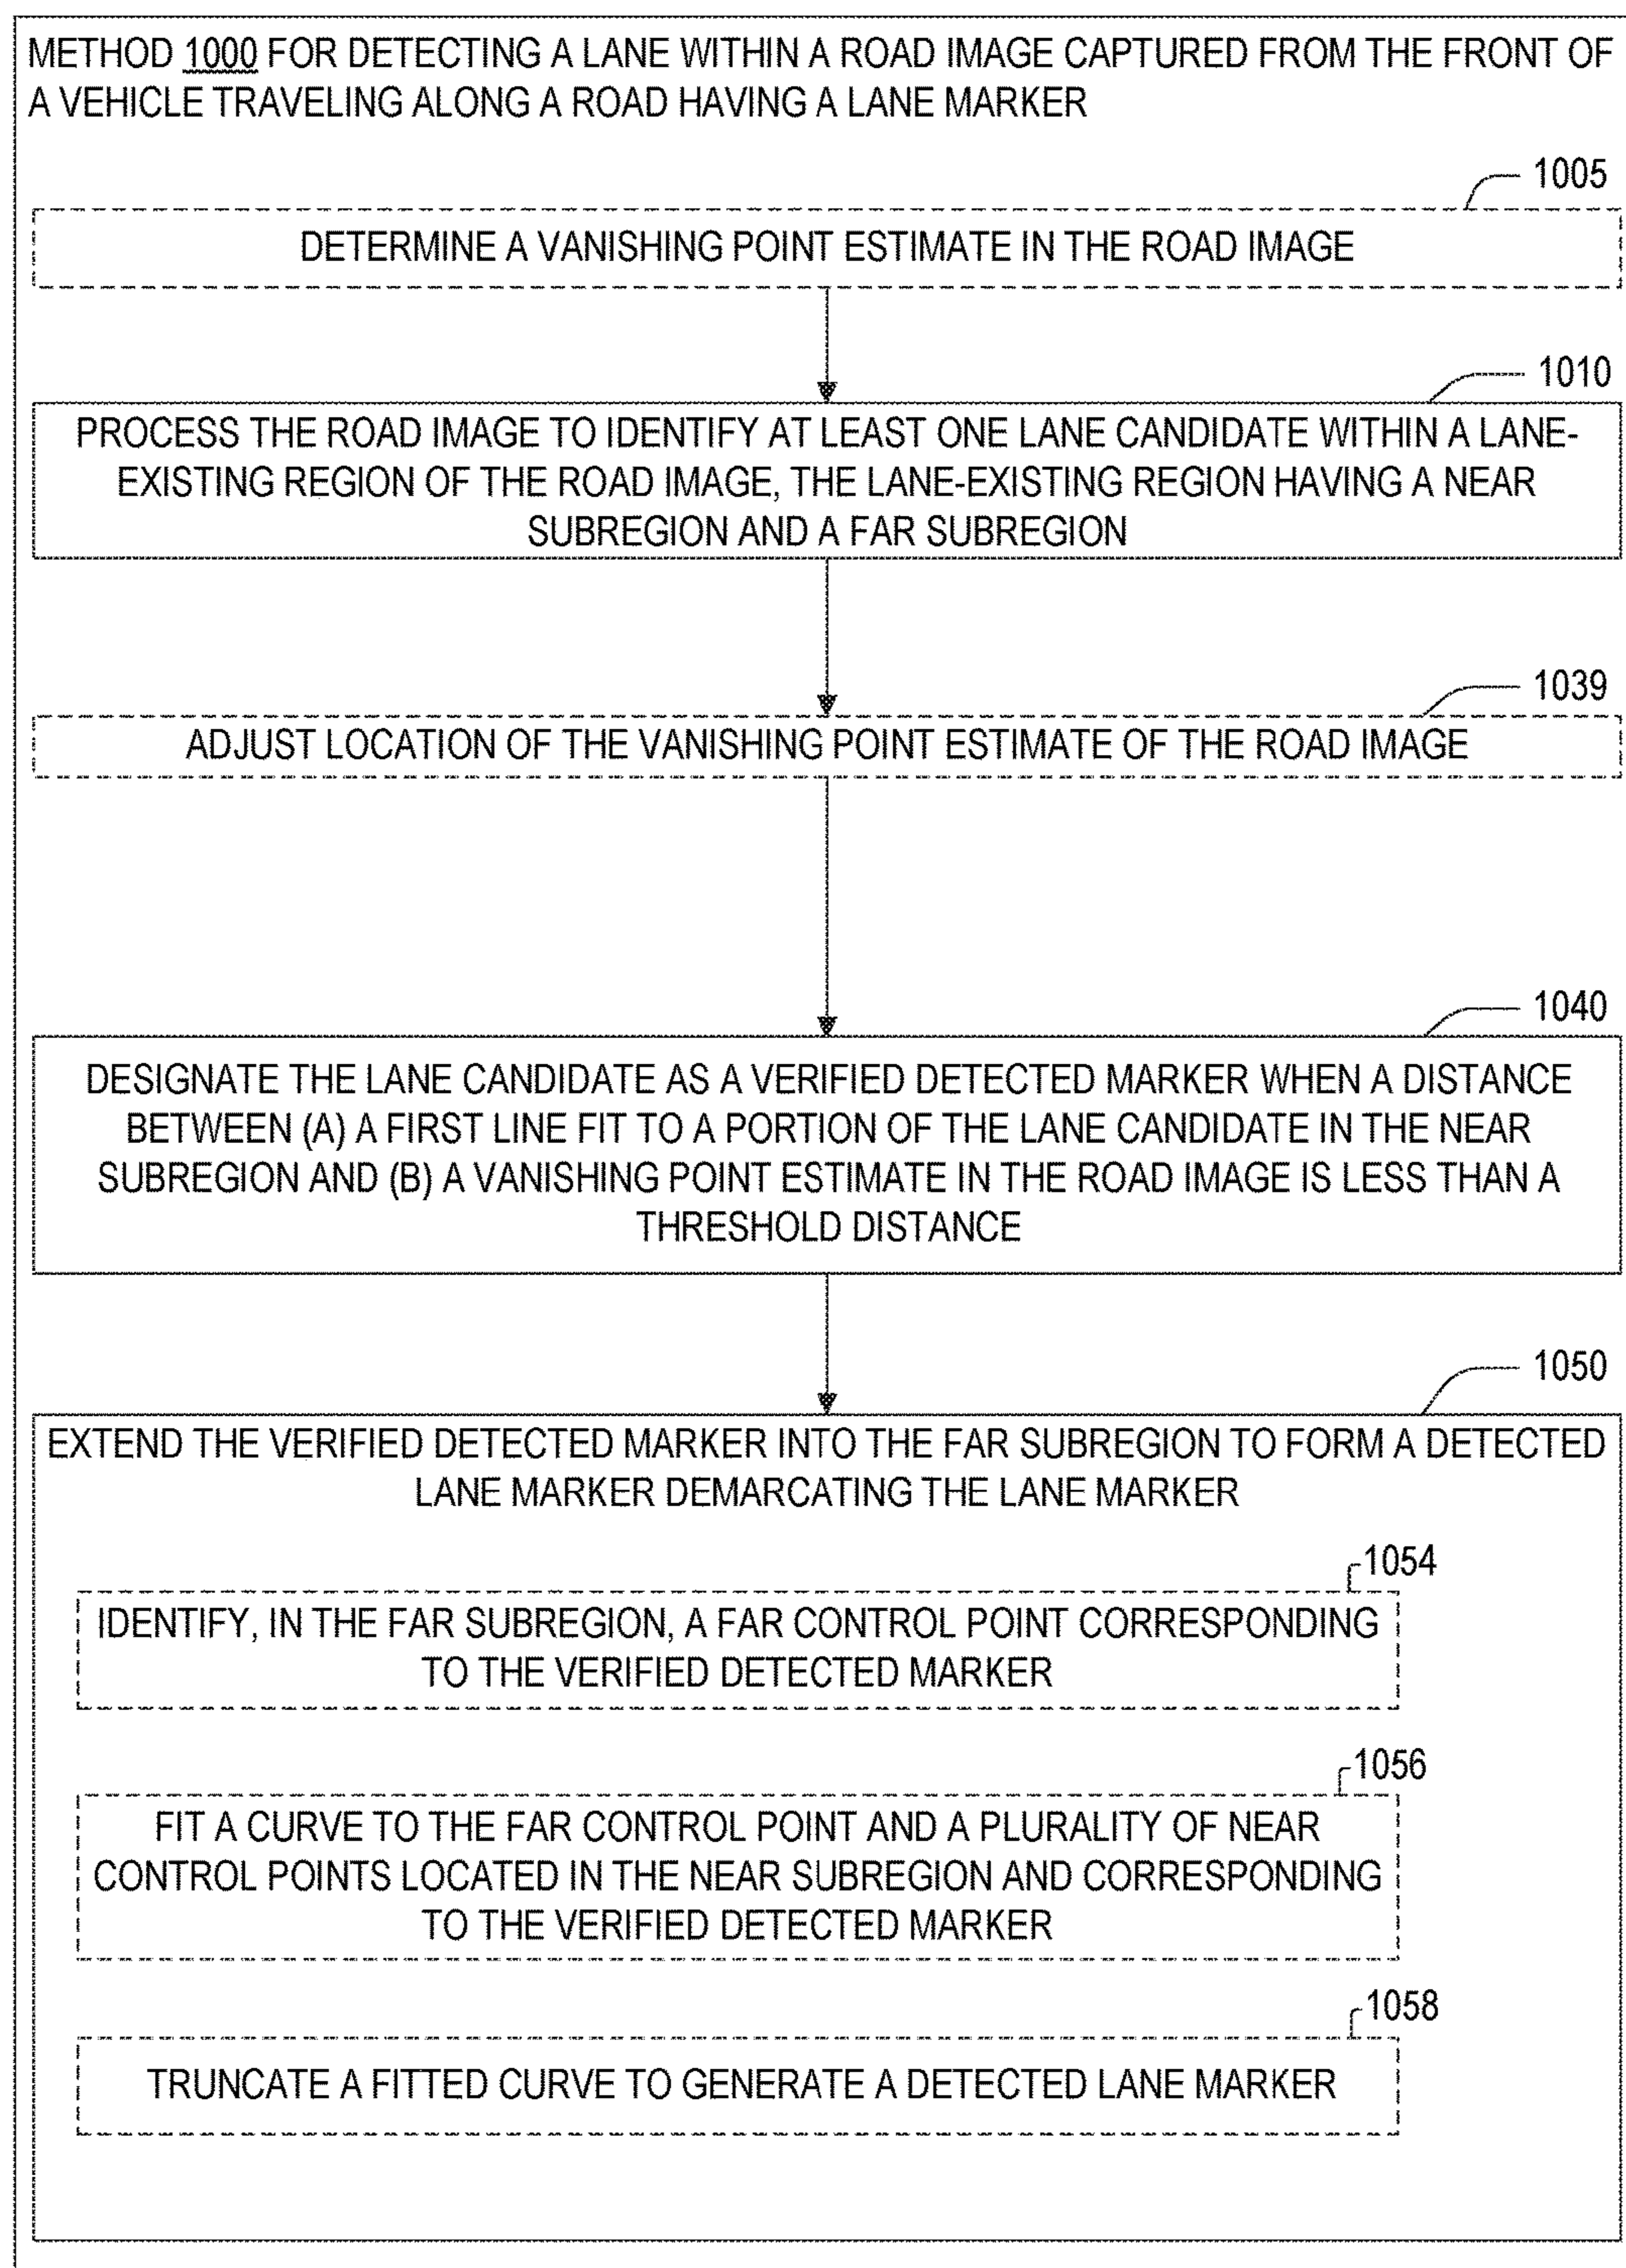 METHOD 1000 FOR DETECTING A LANE WITHIN A ROAD IMAGE CAPTURED FROM THE FRONT OF
A VEHICLE TRAVELING ALONG A ROAD HAVING A LANE MARKER
1005
DETERMINE A VANISHING POINT ESTIMATE IN THE ROAD IMAGE
1010
PROCESS THE ROAD IMAGE TO IDENTIFY AT LEAST ONE LANE CANDIDATE WITHIN A LANE-
EXISTING REGION OF THE ROAD IMAGE, THE LANE-EXISTING REGION HAVING A NEAR
SUBREGION AND A FAR SUBREGION
1039
ADJUST LOCATION OF THE VANISHING POINT ESTIMATE OF THE ROAD IMAGE
1040
DESIGNATE THE LANE CANDIDATE AS A VERIFIED DETECTED MARKER WHEN A DISTANCE
BETWEEN (A) A FIRST LINE FIT TO A PORTION OF THE LANE CANDIDATE IN THE NEAR
SUBREGION AND (B) A VANISHING POINT ESTIMATE IN THE ROAD IMAGE IS LESS THAN A
THRESHOLD DISTANCE
1050
EXTEND THE VERIFIED DETECTED MARKER INTO THE FAR SUBREGION TO FORM A DETECTED
LANE MARKER DEMARCATING THE LANE MARKER
1054
IDENTIFY, IN THE FAR SUBREGION, A FAR CONTROL POINT CORRESPONDING
TO THE VERIFIED DETECTED MARKER
1056
FIT A CURVE TO THE FAR CONTROL POINT AND A PLURALITY OF NEAR
CONTROL POINTS LOCATED IN THE NEAR SUBREGION AND CORRESPONDING
TO THE VERIFIED DETECTED MARKER
1058
TRUNCATE A FITTED CURVE TO GENERATE A DETECTED LANE MARKER